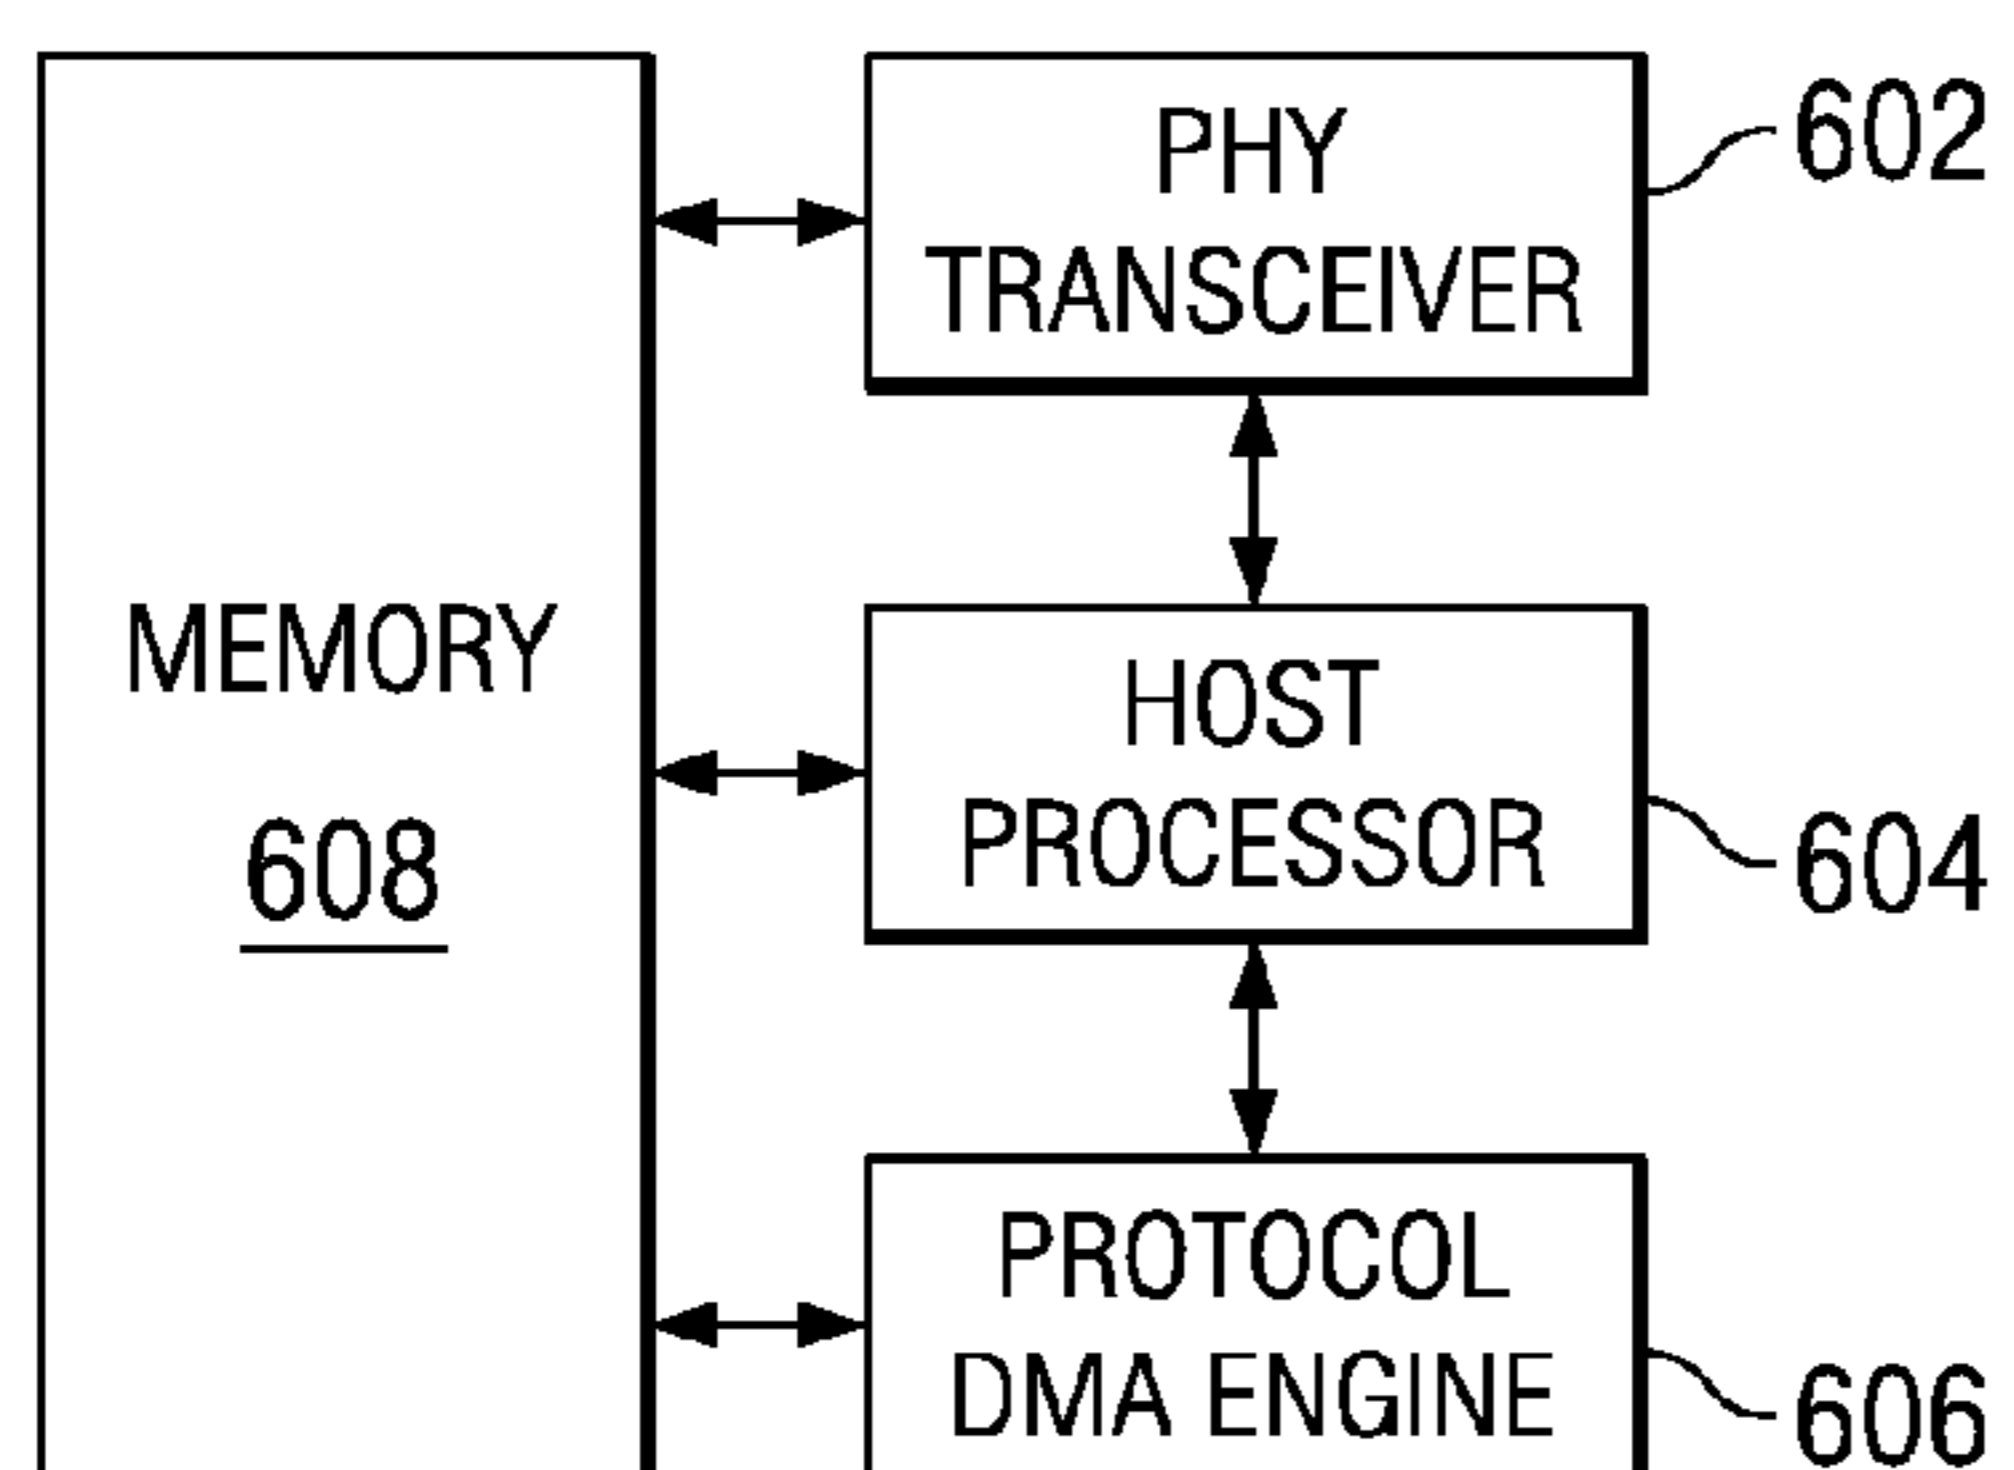 PHY
TRANSCEIVER
602
MEMORY
608
HOST
PROCESSOR
604
PROTOCOL
DMA ENGINE
606